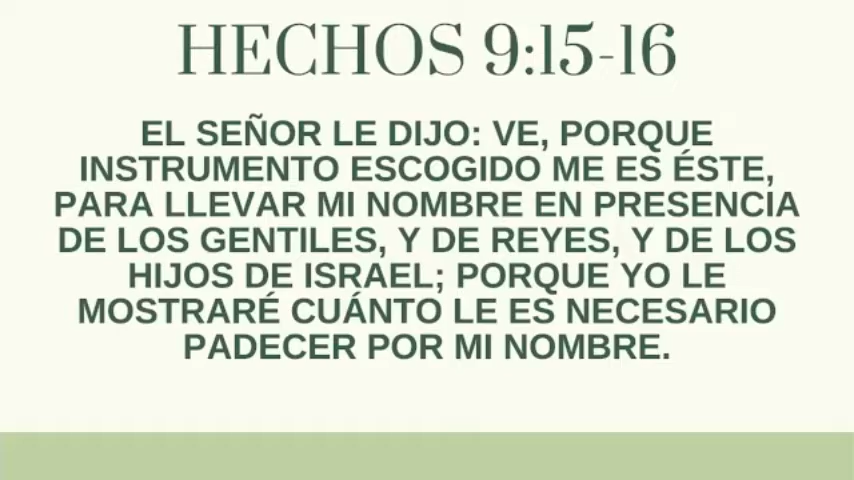 HECHOS 9:15-16
EL SEÑOR LE DIJO: VE, PORQUE
INSTRUMENTO ESCOGIDO ME ES ÉSTE,
PARA LLEVAR MI NOMBRE EN PRESENCIA
DE LOS GENTILES, Y DE REYES, Y DE LOS
HIJOS DE ISRAEL; PORQUE YO LE
MOSTRARÉ CUÁNTO LE ES NECESARIO
PADECER POR MI NOMBRE.